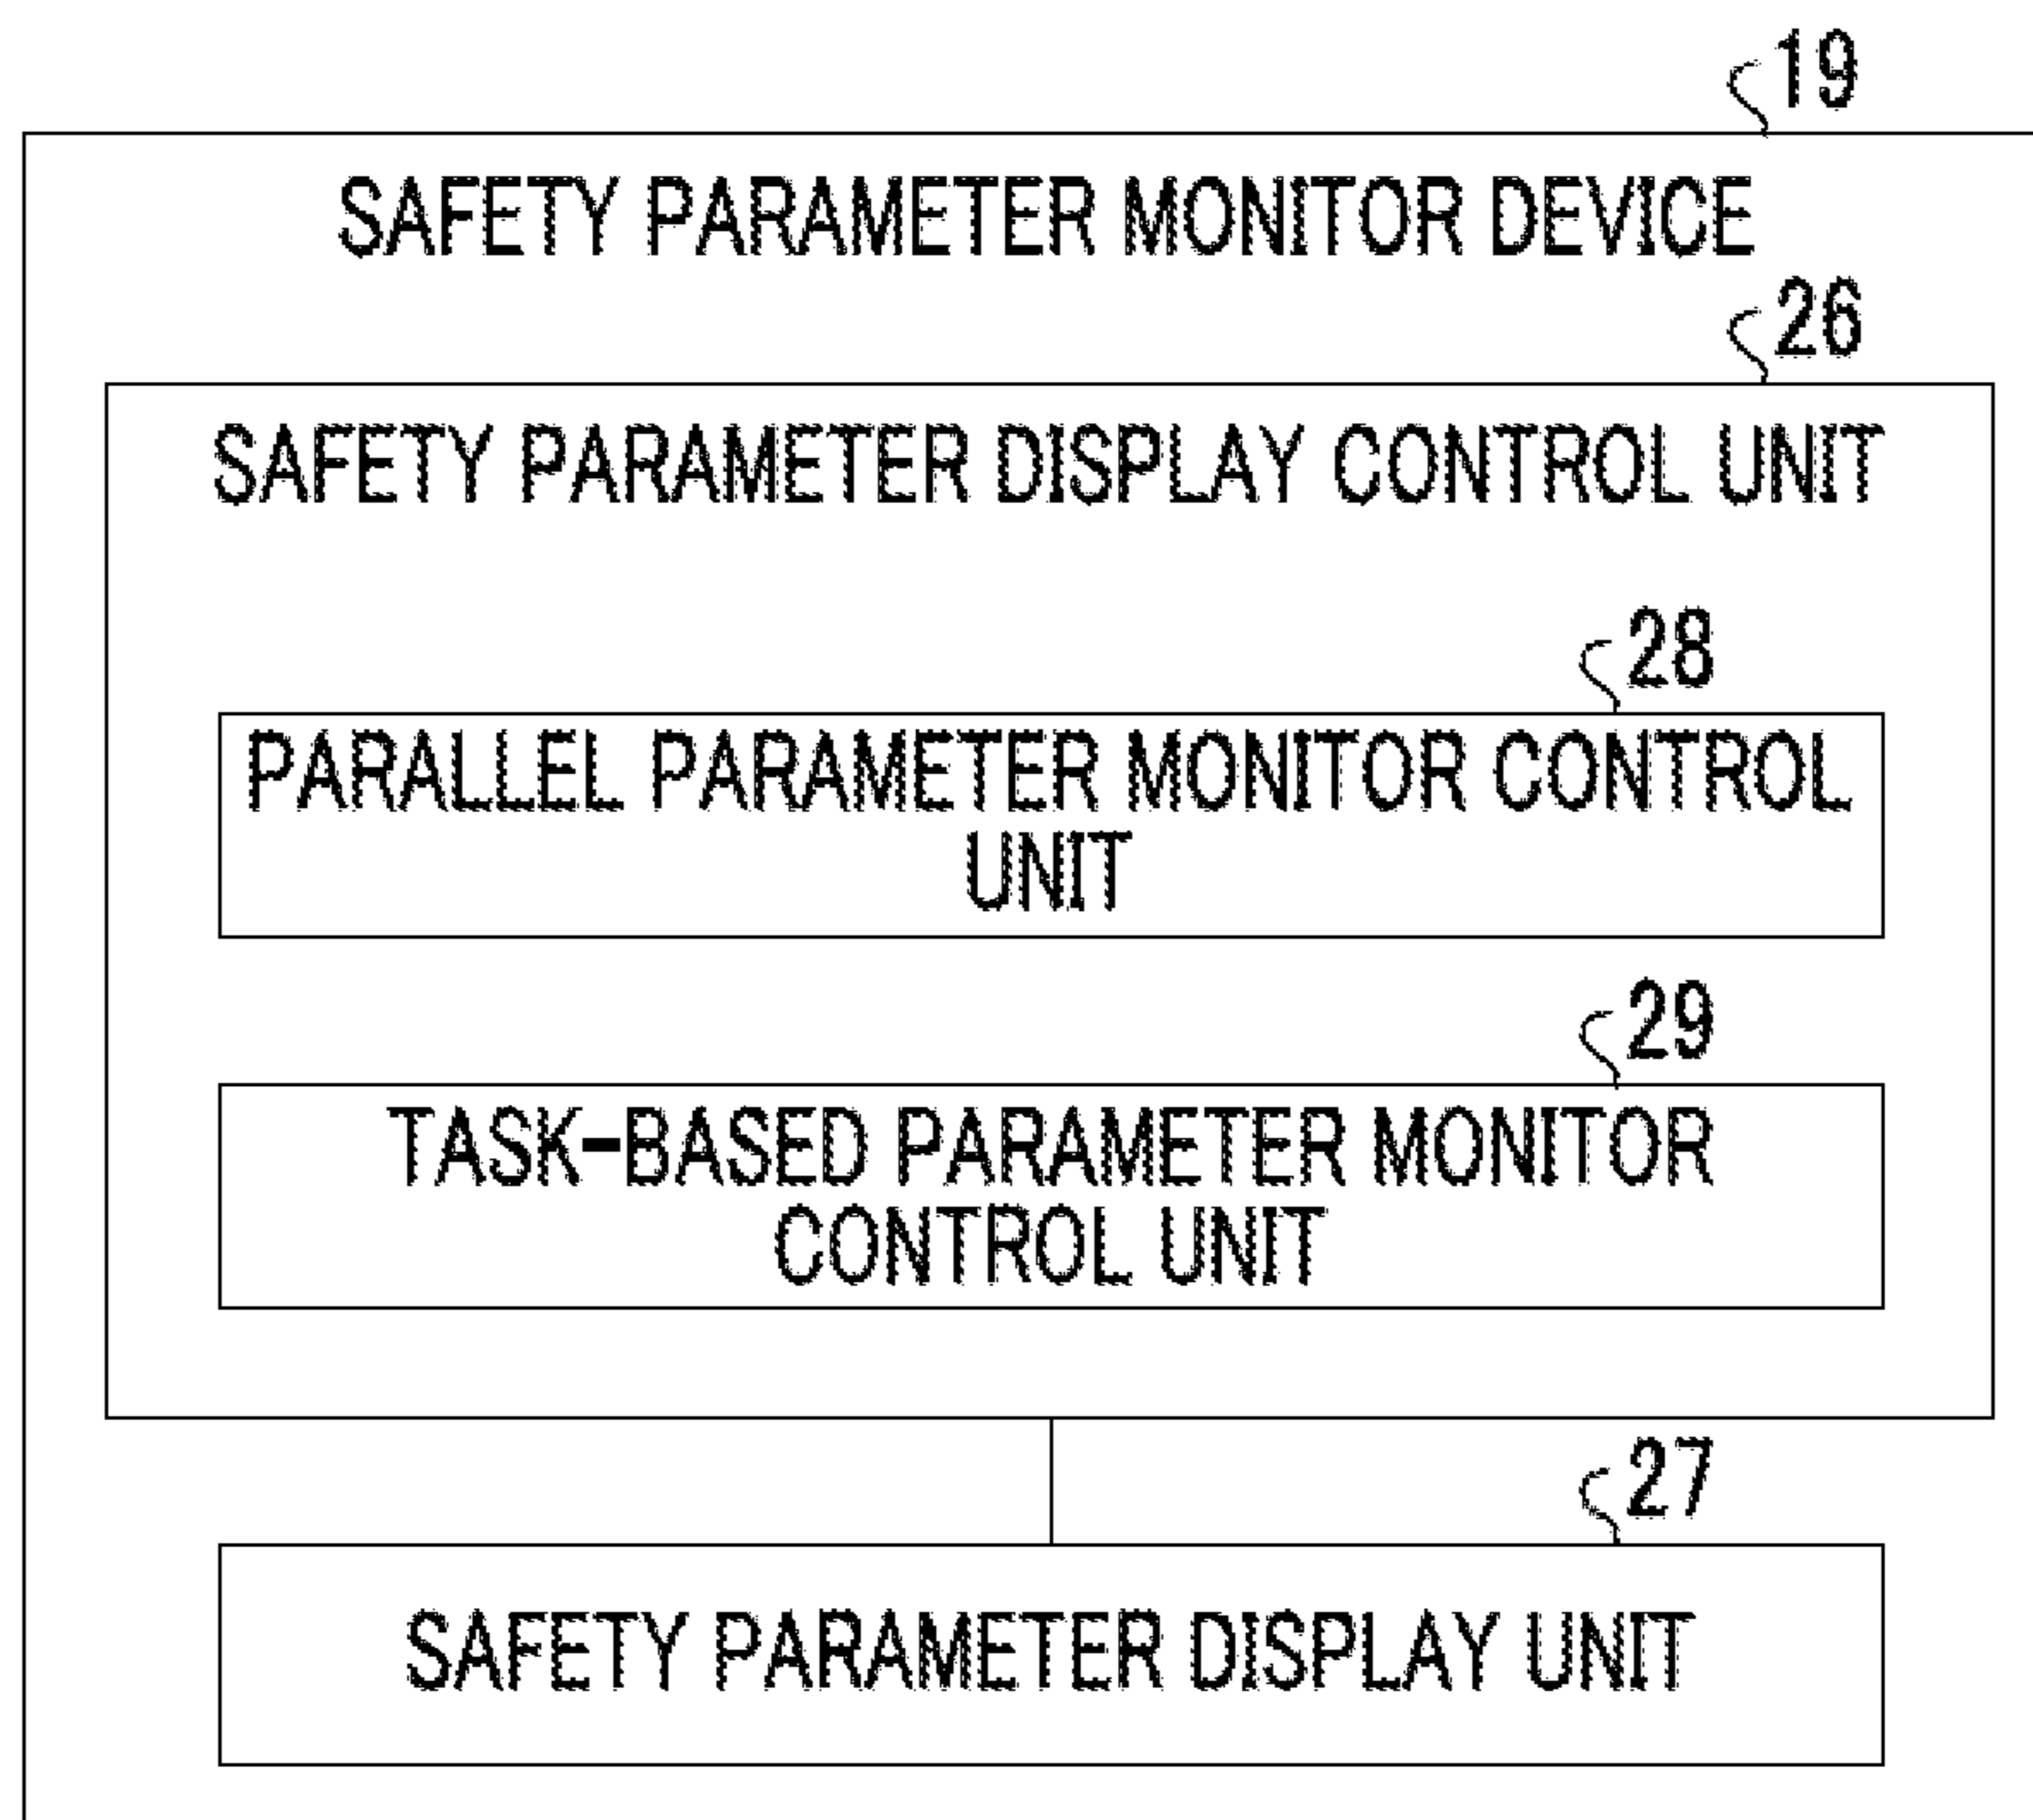 19
SAFETY PARAMETER MONITOR DEVICE
26
SAFETY PARAMETER DISPLAY CONTROL UNIT
28
PARALLEL PARAMETER MONITOR CONTROL
UNIT
29
TASK-BASED PARAMETER MONITOR
CONTROL UNIT
27
SAFETY PARAMETER DISPLAY UNIT